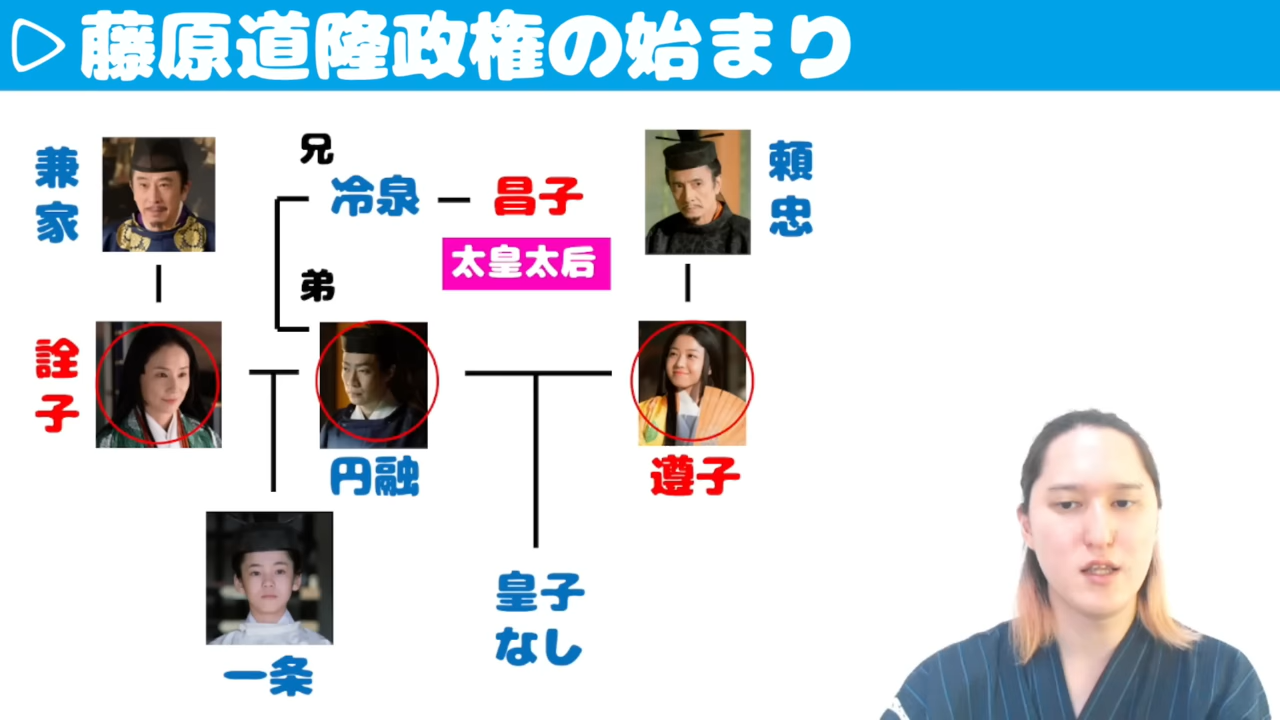 藤原道隆政権の始まり
兄
兼家
冷泉
昌子
頼忠
太皇太后
弟
詮子
円融
遵子
皇子
なし
一条